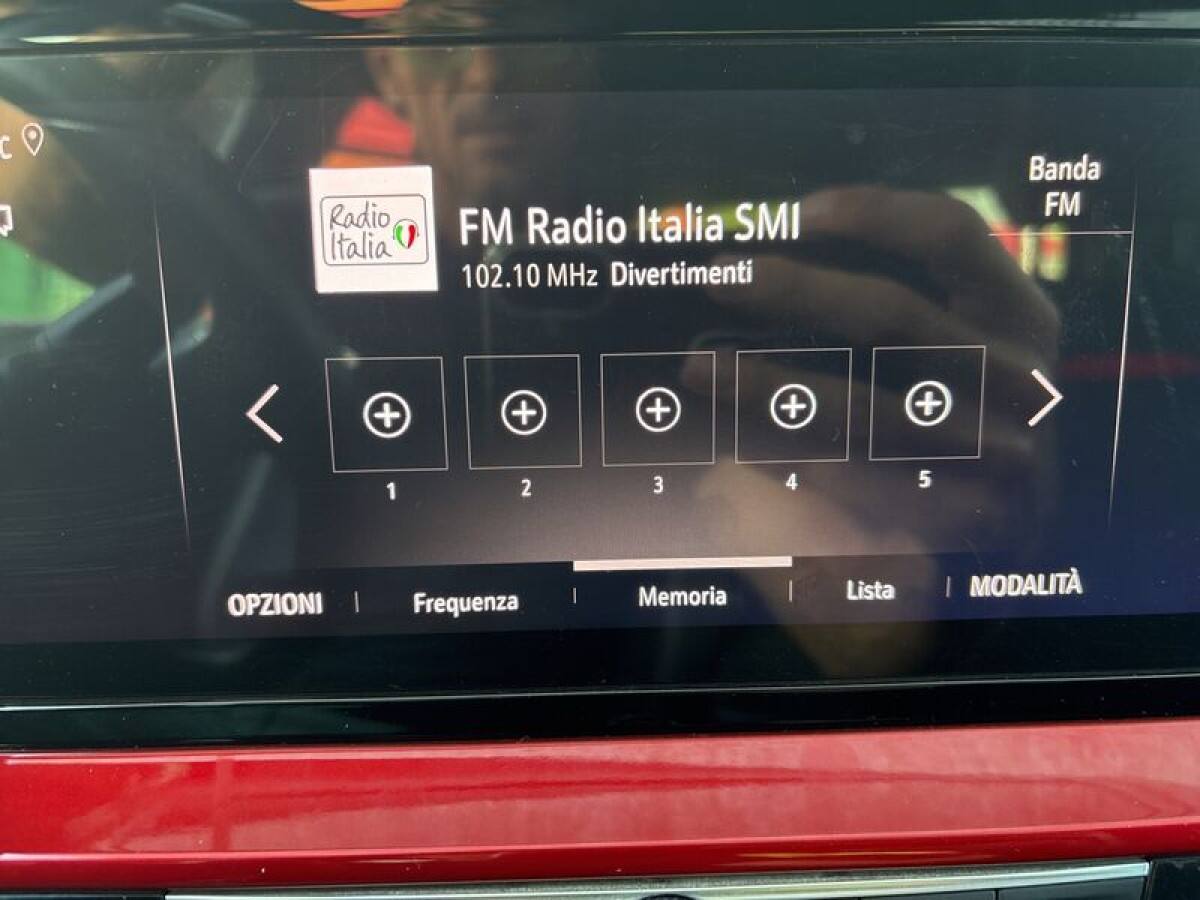 C
Banda
FM
Radio
Italia
FM Radio Italia SMI
102.10 MHz Divertimenti
1 2 3 4 5
OPZIONI Frequenza Memoria Lista MODALITÀ